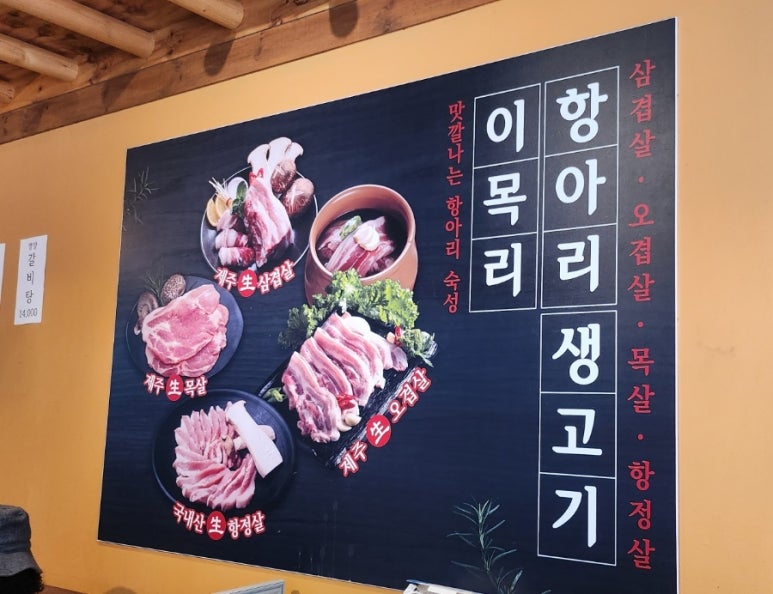 삼겹살·오겹살·목살·항정살
항아리 생고기
이목리
맛깔나는 항아리 숙성
제주 生 삼겹살
제주 生 목살
제주 生 오겹살
국내산 生 항정살
갈비탕
14,000